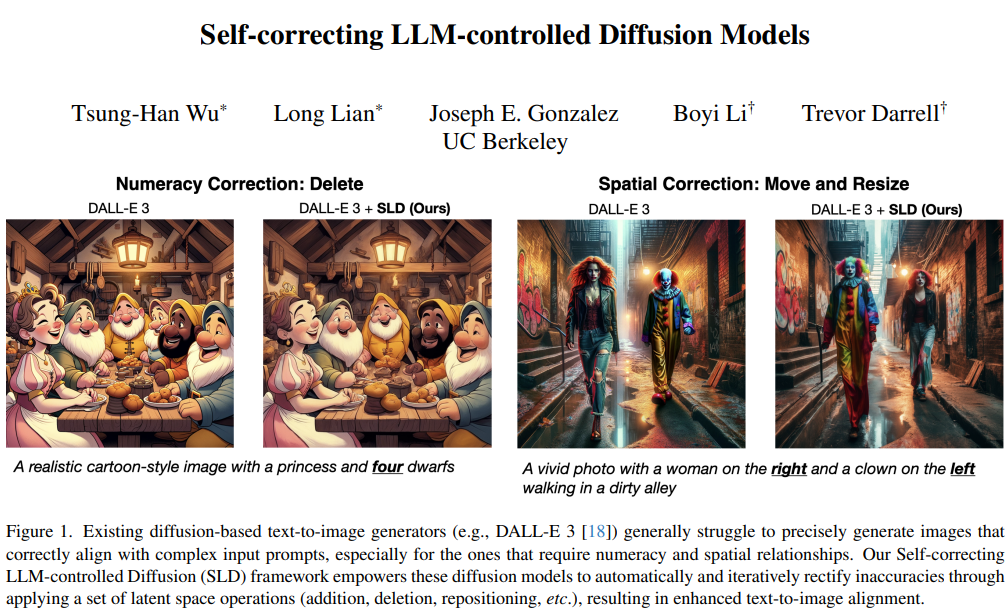 Self-correcting LLM-controlled Diffusion Models
Tsung-Han Wu* Long Lian* Joseph E. Gonzalez Boyi Li† Trevor Darrell†
UC Berkeley
Numeracy Correction: Delete
DALL-E 3 DALL-E 3 + SLD (Ours)
A realistic cartoon-style image with a princess and four dwarfs
Spatial Correction: Move and Resize
DALL-E 3 DALL-E 3 + SLD (Ours)
A vivid photo with a woman on the right and a clown on the left
walking in a dirty alley
Figure 1. Existing diffusion-based text-to-image generators (e.g., DALL-E 3 [18]) generally struggle to precisely generate images that
correctly align with complex input prompts, especially for the ones that require numeracy and spatial relationships. Our Self-correcting
LLM-controlled Diffusion (SLD) framework empowers these diffusion models to automatically and iteratively rectify inaccuracies through
applying a set of latent space operations (addition, deletion, repositioning, etc.), resulting in enhanced text-to-image alignment.